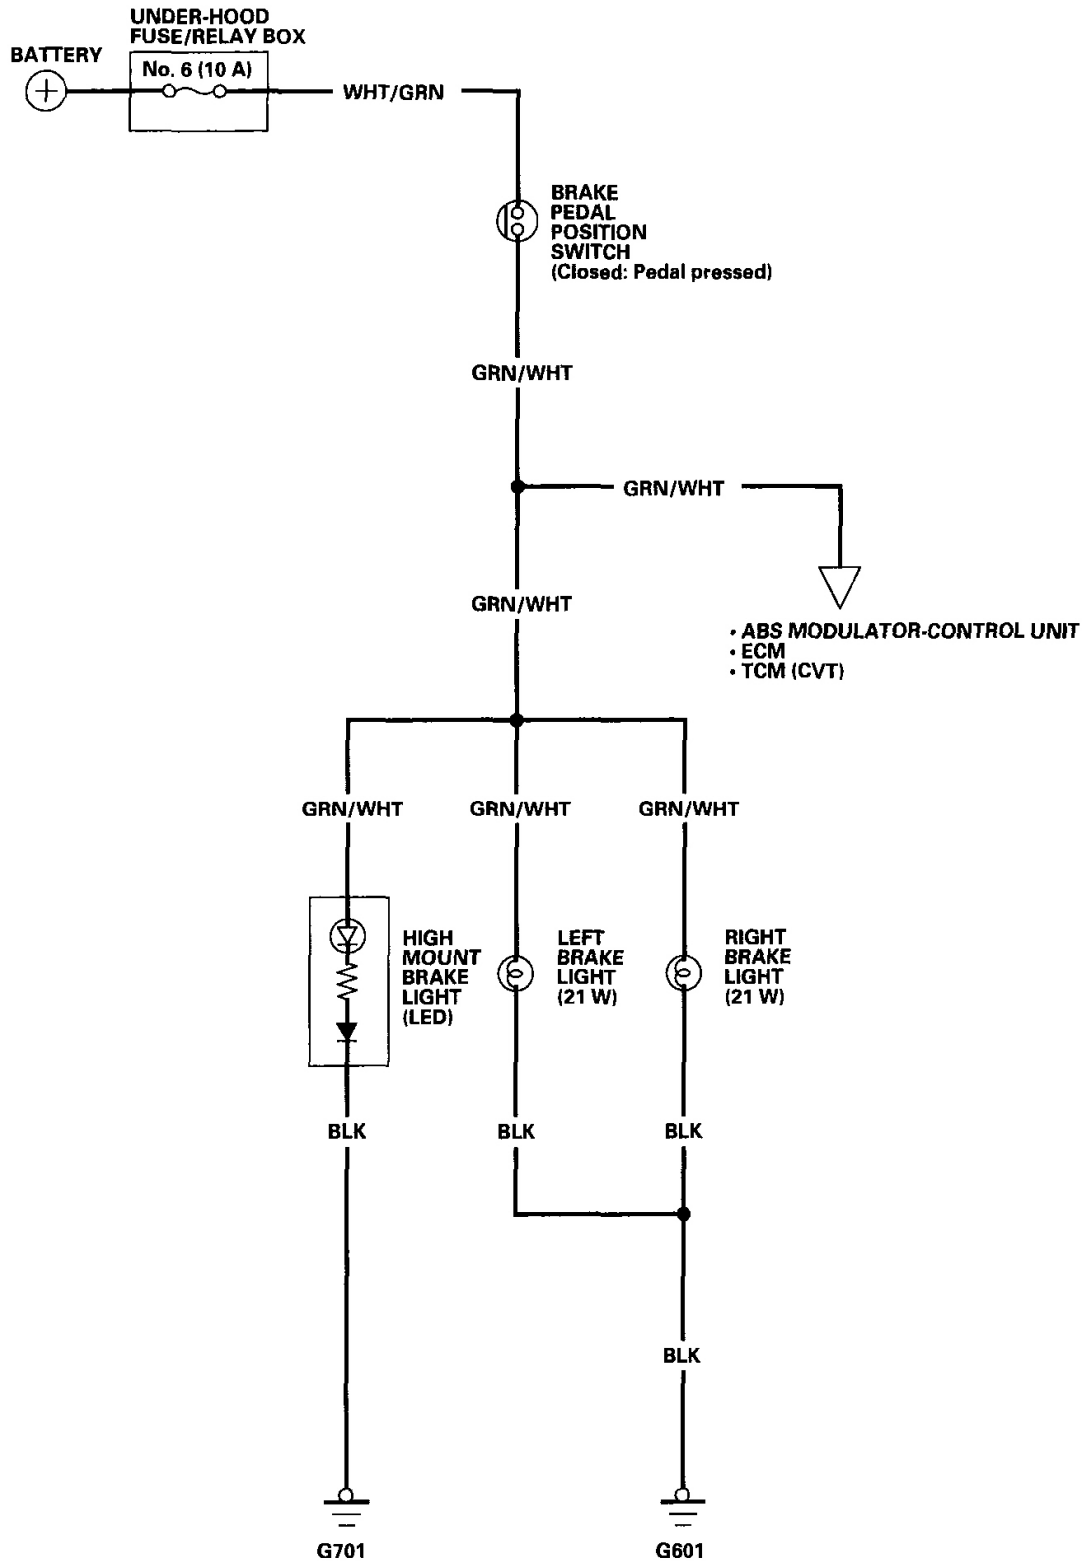 UNDER-HOOD
FUSE/RELAY BOX
BATTERY
No. 6 (10 A)
WHT/GRN
BRAKE
PEDAL
POSITION
SWITCH
(Closed: Pedal pressed)
GRN/WHT
GRN/WHT
GRN/WHT
• ABS MODULATOR-CONTROL UNIT
• ECM
• TCM (CVT)
GRN/WHT
GRN/WHT
GRN/WHT
HIGH
MOUNT
BRAKE
LIGHT
(LED)
LEFT
BRAKE
LIGHT
(21 W)
RIGHT
BRAKE
LIGHT
(21 W)
BLK
BLK
BLK
BLK
G701
G601